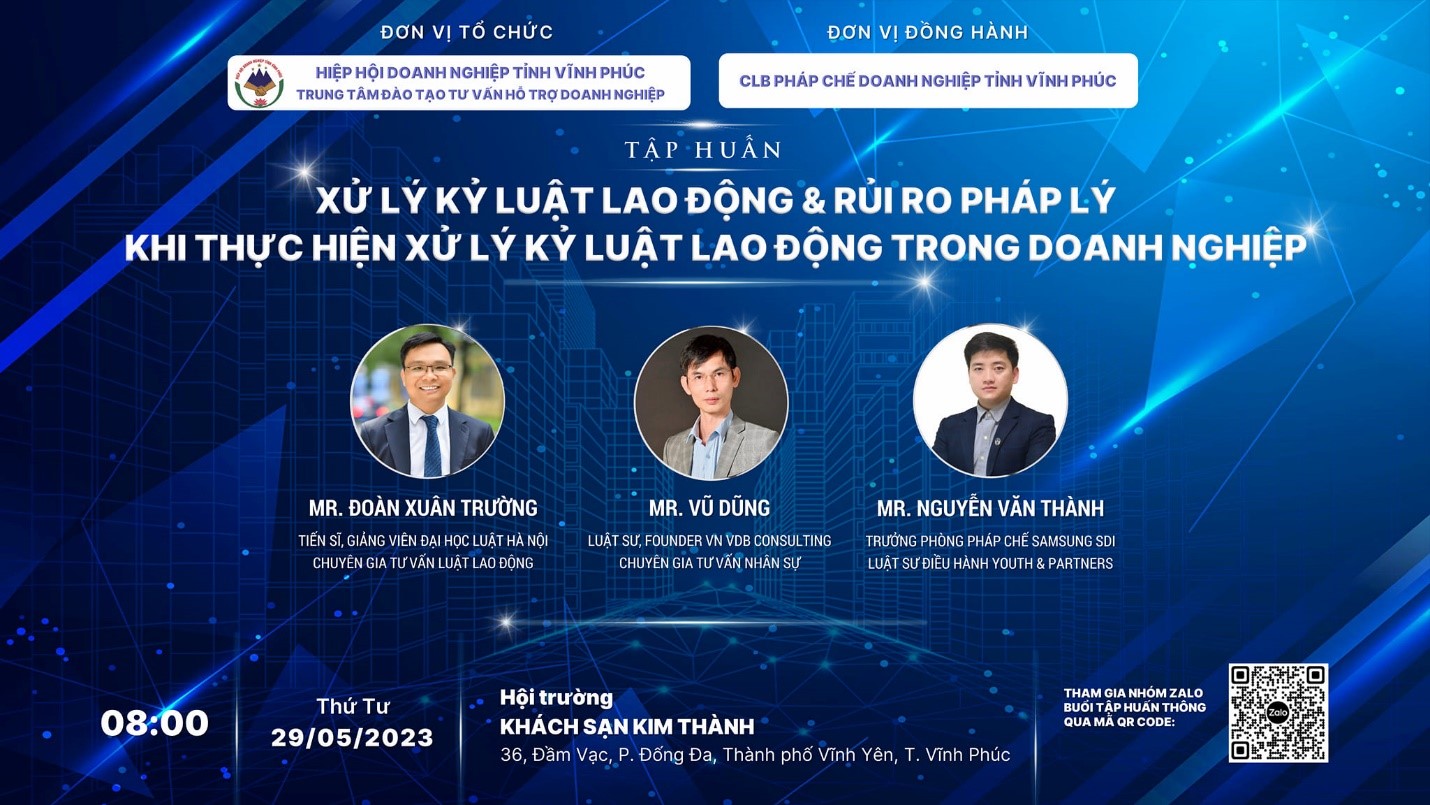 ĐƠN VỊ TỔ CHỨC
ĐƠN VỊ ĐỒNG HÀNH
HIỆP HỘI DOANH NGHIỆP TỈNH VĨNH PHÚC
TRUNG TÂM ĐÀO TẠO TƯ VẤN HỖ TRỢ DOANH NGHIỆP
CLB PHÁP CHẾ DOANH NGHIỆP TỈNH VĨNH PHÚC
TẬP HUẤN
XỬ LÝ KỶ LUẬT LAO ĐỘNG & RỦI RO PHÁP LÝ
KHI THỰC HIỆN XỬ LÝ KỶ LUẬT LAO ĐỘNG TRONG DOANH NGHIỆP
MR. ĐOÀN XUÂN TRƯỜNG
TIẾN SĨ, GIẢNG VIÊN ĐẠI HỌC LUẬT HÀ NỘI
CHUYÊN GIA TƯ VẤN LUẬT LAO ĐỘNG
MR. VŨ DŨNG
LUẬT SƯ, FOUNDER VN VDB CONSULTING
CHUYÊN GIA TƯ VẤN NHÂN SỰ
MR. NGUYỄN VĂN THÀNH
TRƯỞNG PHÒNG PHÁP CHẾ SAMSUNG SDI
LUẬT SƯ ĐIỀU HÀNH YOUTH & PARTNERS
08:00
Thứ Tư
29/05/2023
Hội trường
KHÁCH SẠN KIM THÀNH
36, Đầm Vạc, P. Đống Đa, Thành phố Vĩnh Yên, T. Vĩnh Phúc
THAM GIA NHÓM ZALO
BUỔI TẬP HUẤN THÔNG
QUA MÃ QR CODE:
Zalo